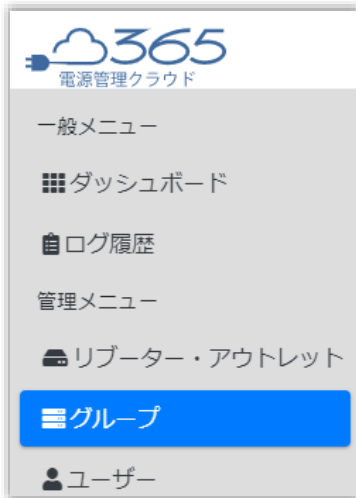 365
電源管理クラウド
一般メニュー
ダッシュボード
ログ履歴
管理メニュー
リブーター・アウトレット
グループ
ユーザー